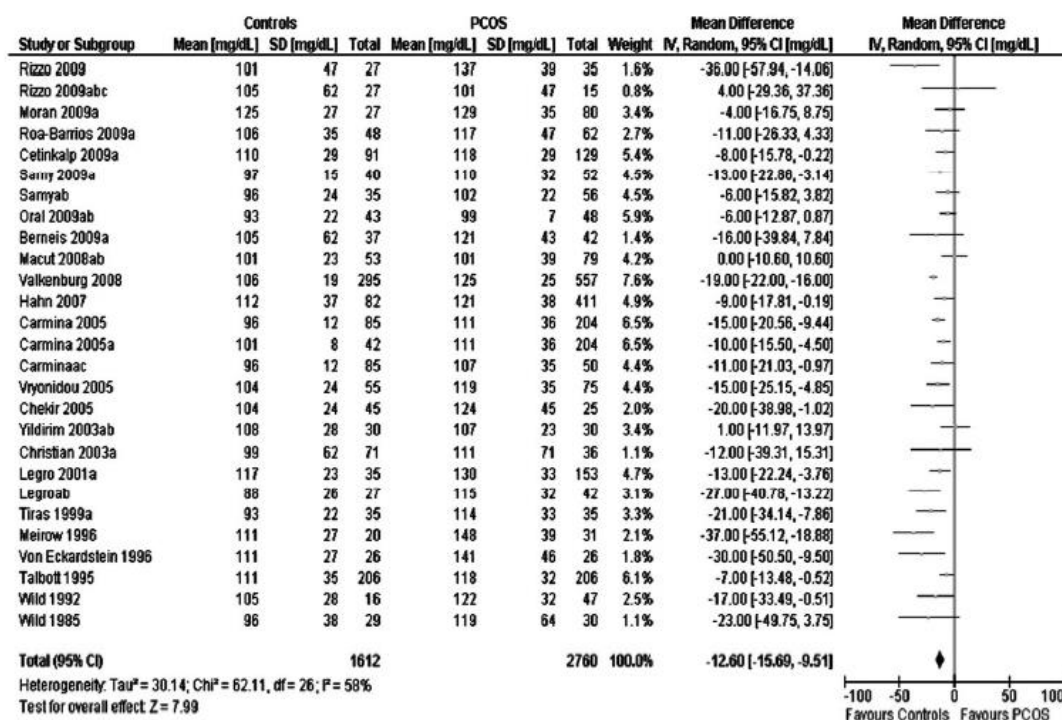 Controls PCOS Mean Difference Mean Difference
Study or Subgroup Mean [mg/dL] SD [mg/dL] Total Mean [mg/dL] SD [mg/dL] Total Weight IV, Random, 95% CI [mg/dL] IV, Random, 95% CI [mg/dL]
Rizzo 2009 101 47 27 137 39 35 1.6% -36.00 [-57.94, -14.06]
Rizzo 2009abc 105 62 27 101 47 15 0.8% 4.00 [-29.36, 37.36]
Moran 2009a 125 27 27 129 35 80 3.4% -4.00 [-16.75, 8.75]
Roa-Barrios 2009a 106 35 48 117 47 62 2.7% -11.00 [-26.33, 4.33]
Cetinkalp 2009a 110 29 91 118 29 129 5.4% -8.00 [-15.78, -0.22]
Samy 2009a 97 15 40 110 32 52 4.5% -13.00 [-22.86, -3.14]
Samyab 96 24 35 102 22 56 4.5% -6.00 [-15.82, 3.82]
Oral 2009ab 93 22 43 99 7 48 5.9% -6.00 [-12.87, 0.87]
Berneis 2009a 105 62 37 121 43 42 1.4% -16.00 [-39.84, 7.84]
Macut 2008ab 101 23 53 101 39 79 4.2% 0.00 [-10.60, 10.60]
Valkenburg 2008 106 19 295 125 25 557 7.6% -19.00 [-22.00, -16.00]
Hahn 2007 112 37 82 121 38 411 4.9% -9.00 [-17.81, -0.19]
Carmina 2005 96 12 85 111 36 204 6.5% -15.00 [-20.56, -9.44]
Carmina 2005a 101 8 42 111 36 204 6.5% -10.00 [-15.50, -4.50]
Carminaac 96 12 85 107 35 50 4.4% -11.00 [-21.03, -0.97]
Vryonidou 2005 104 24 55 119 35 75 4.4% -15.00 [-25.15, -4.85]
Chekir 2005 104 24 45 124 45 25 2.0% -20.00 [-38.98, -1.02]
Yildirim 2003ab 108 28 30 107 23 30 3.4% 1.00 [-11.97, 13.97]
Christian 2003a 99 62 71 111 71 36 1.1% -12.00 [-39.31, 15.31]
Legro 2001a 117 23 35 130 33 153 4.7% -13.00 [-22.24, -3.76]
Legroab 88 26 27 115 32 42 3.1% -27.00 [-40.78, -13.22]
Tiras 1999a 93 22 35 114 33 35 3.3% -21.00 [-34.14, -7.86]
Meirow 1996 111 27 20 148 39 31 2.1% -37.00 [-55.12, -18.88]
Von Eckardstein 1996 111 27 26 141 46 26 1.8% -30.00 [-50.50, -9.50]
Talbott 1995 111 35 206 118 32 206 6.1% -7.00 [-13.48, -0.52]
Wild 1992 105 28 16 122 32 47 2.5% -17.00 [-33.49, -0.51]
Wild 1985 96 38 29 119 64 30 1.1% -23.00 [-49.75, 3.75]
Total (95% CI) 1612 2760 100.0% -12.60 [-15.69, -9.51]
Heterogeneity: Tau² = 30.14; Chi² = 62.11, df = 26; I² = 58%
Test for overall effect: Z = 7.99
-100 -50 0 50 100
Favours Controls Favours PCOS